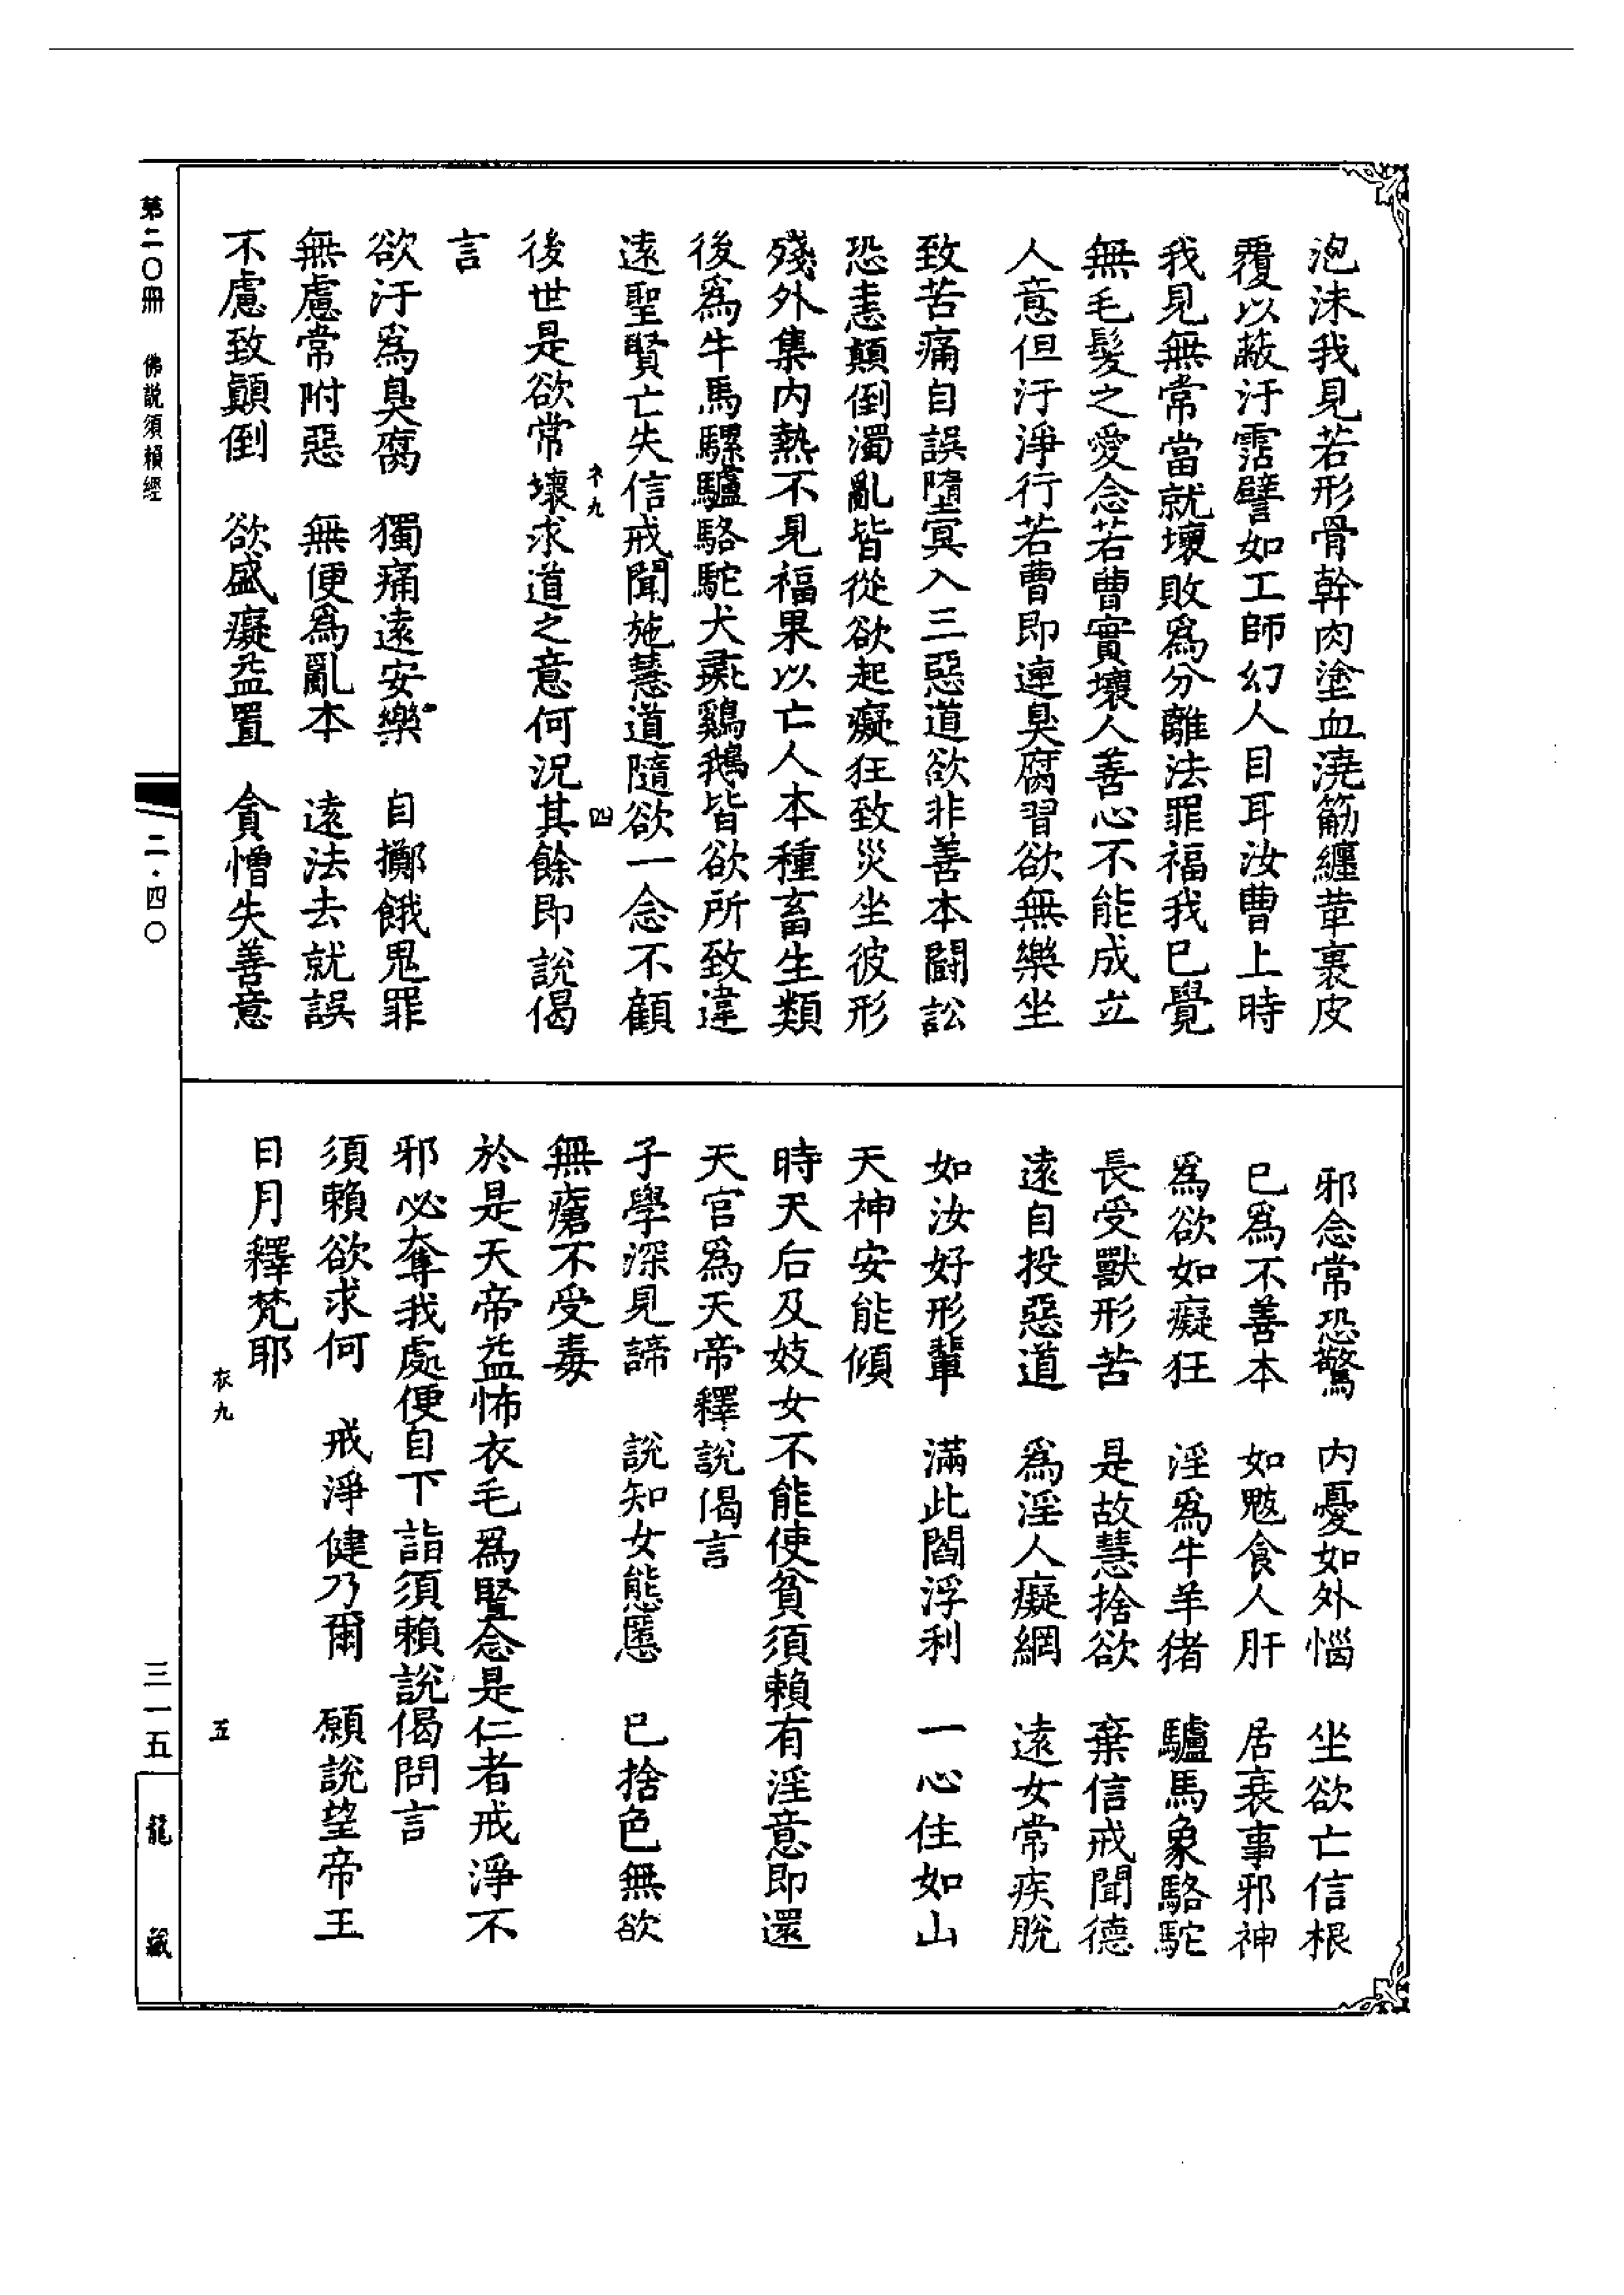 泡沫我見若形骨幹肉塗血澆筋纏革裹皮
覆以蔽汙霑譬如工師幻人目耳汝曹上時
我見無常當就壞敗爲分離法罪福我已覺
無毛髮之愛念若曹實壞人善心不能成立
人意但汙淨行若曹即連臭腐習欲無樂坐
致苦痛自誤墮冥入三惡道欲非善本鬬訟
恐恚顛倒濁亂皆從欲起癡狂致災坐彼形
殘外集內熱不見福果以亡人本種畜生類
後爲牛馬騾驢駱駝犬彘鷄鵝皆欲所致違
遠聖賢亡失信戒聞施慧道隨欲一念不顧
衣九 四
後世是欲常壞求道之意何況其餘即說偈
言
欲汙爲臭腐　獨痛遠安樂　自擲餓鬼罪
無慮常附惡　無便爲亂本　遠法去就誤
不慮致顛倒　欲盛癡益置　貪憎失善意
邪念常恐驚　內憂如外惱　坐欲亡信根
已爲不善本　如魃食人肝　居衰事邪神
爲欲如癡狂　淫爲牛羊猪　驢馬象駱駝
長受獸形苦　是故慧捨欲　棄信戒聞德
遠自投惡道　爲淫人癡網　遠女常疾脫
如汝好形輩　滿此閻浮利　一心住如山
天神安能傾
時天后及妓女不能使貧須賴有淫意即還
天官爲天帝釋說偈言
子學深見諦　說知女態慝　已捨色無欲
無瘡不受毒
於是天帝益怖衣毛爲豎念是仁者戒淨不
邪必奪我處便自下詣須賴說偈問言
須賴欲求何　戒淨健乃爾　願說望帝王
日月釋梵耶
衣九 五
第二〇冊　佛說須賴經
二·四〇
三一五
龍藏